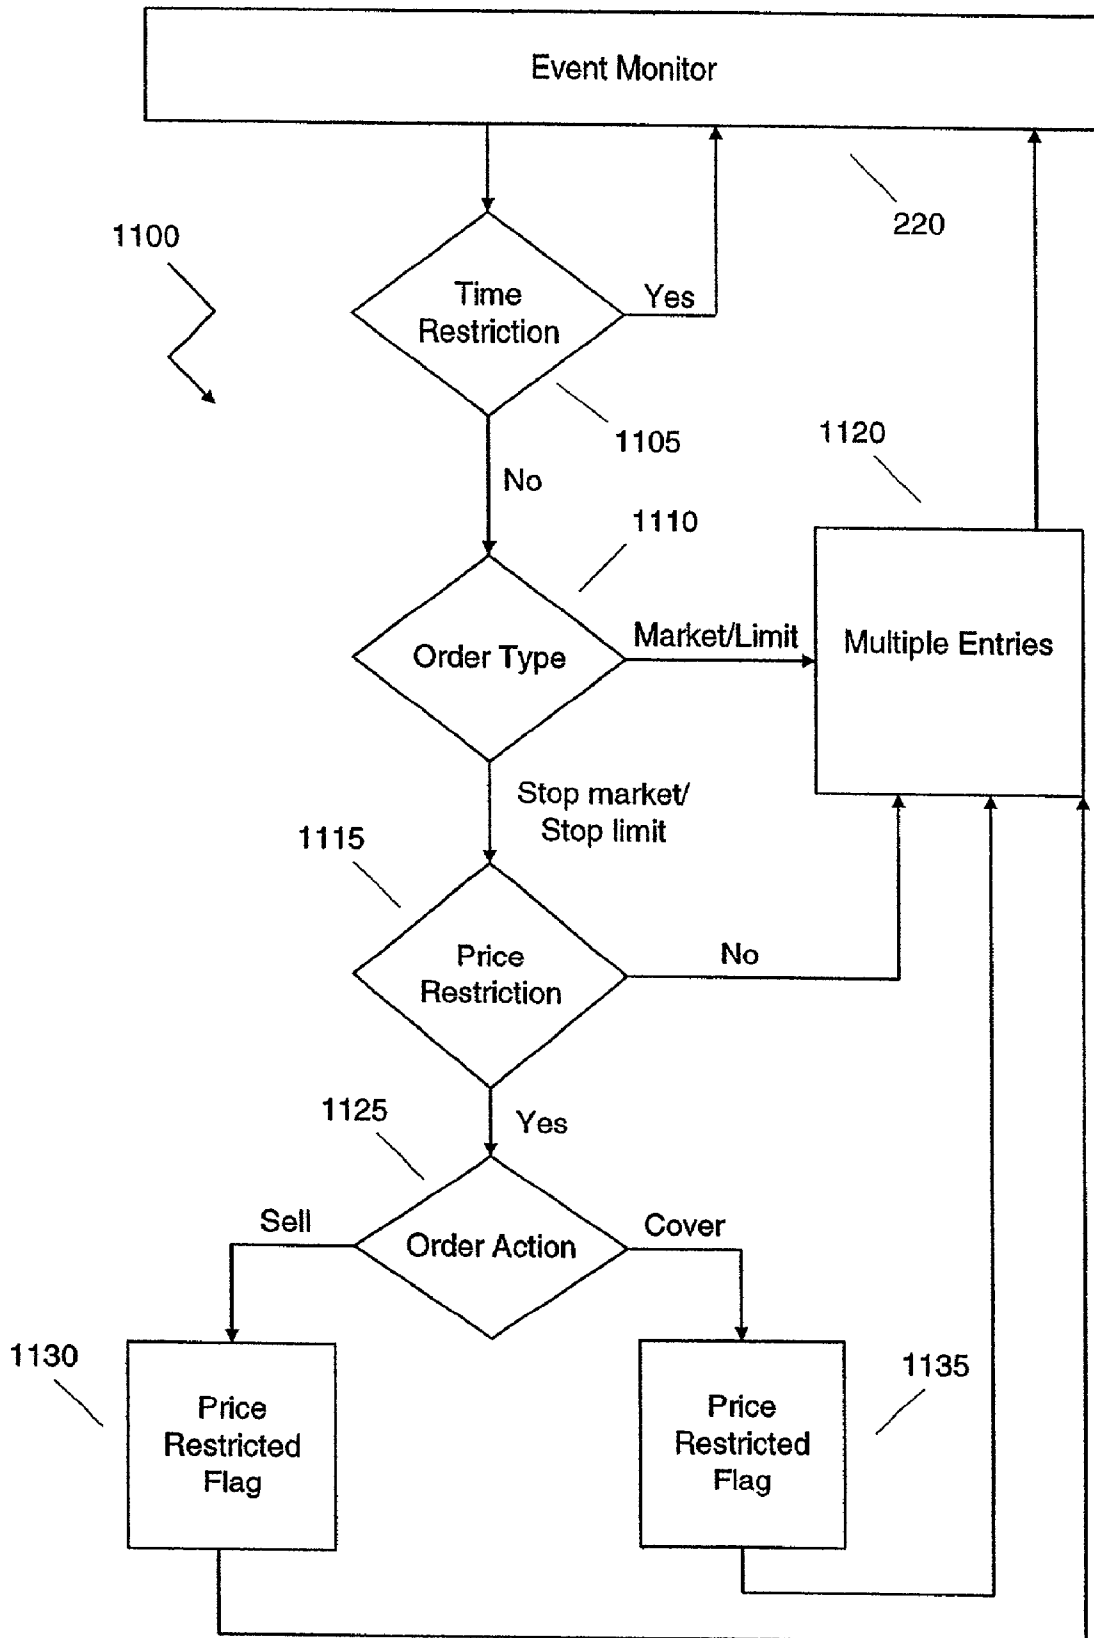 Event Monitor
220
1100
Time
Restriction
Yes
1105
No
1120
1110
Order Type
Market/Limit
Multiple Entries
Stop market/
Stop limit
1115
Price
Restriction
No
Yes
1125
Sell
Order Action
Cover
1130
Price
Restricted
Flag
Price
Restricted
Flag
1135